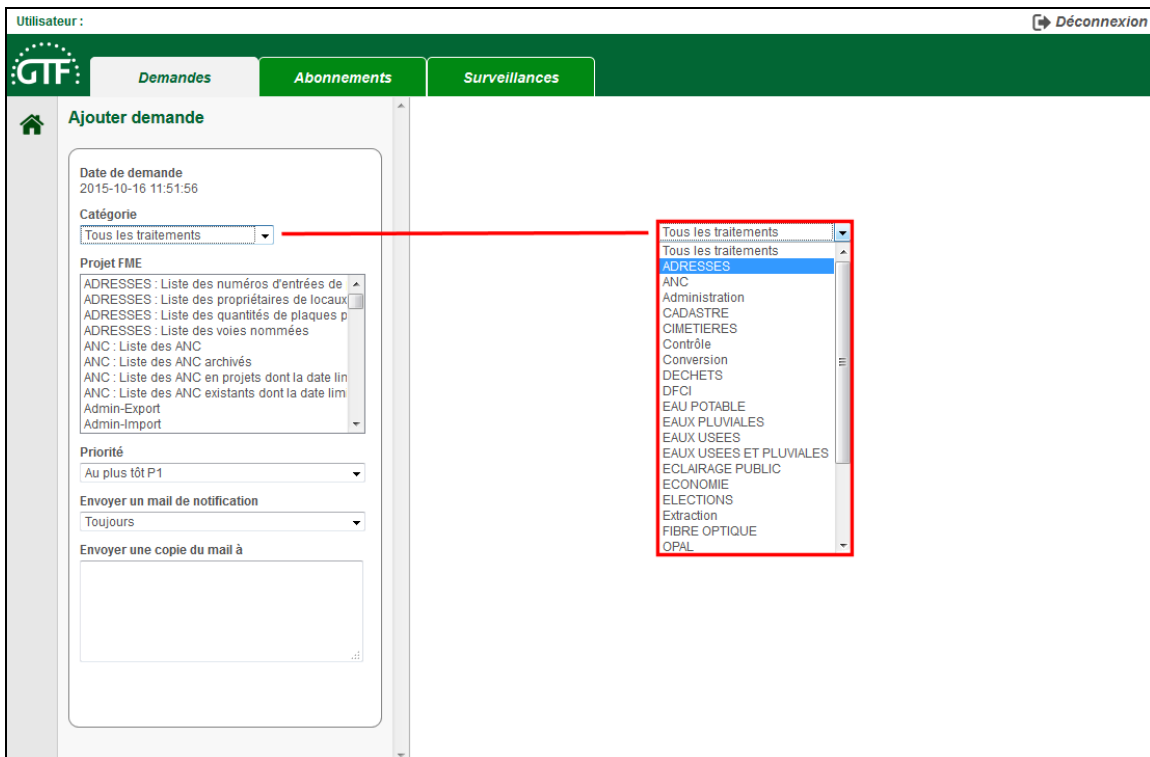 Utilisateur :
Déconnexion
GTF
Demandes
Abonnements
Surveillances
Ajouter demande
Date de demande
2015-10-16 11:51:56
Catégorie
Tous les traitements
Projet FME
ADRESSES : Liste des numéros d'entrées de
ADRESSES : Liste des propriétaires de locaux
ADRESSES : Liste des quantités de plaques p
ADRESSES : Liste des voies nommées
ANC : Liste des ANC
ANC : Liste des ANC archivés
ANC : Liste des ANC en projets dont la date lin
ANC : Liste des ANC existants dont la date lim
Admin-Export
Admin-Import
Priorité
Au plus tôt P1
Envoyer un mail de notification
Toujours
Envoyer une copie du mail à
Tous les traitements
Tous les traitements
ADRESSES
ANC
Administration
CADASTRE
CIMETIERES
Contrôle
Conversion
DECHETS
DFCI
EAU POTABLE
EAUX PLUVIALES
EAUX USEES
EAUX USEES ET PLUVIALES
ECLAIRAGE PUBLIC
ECONOMIE
ELECTIONS
Extraction
FIBRE OPTIQUE
OPAL